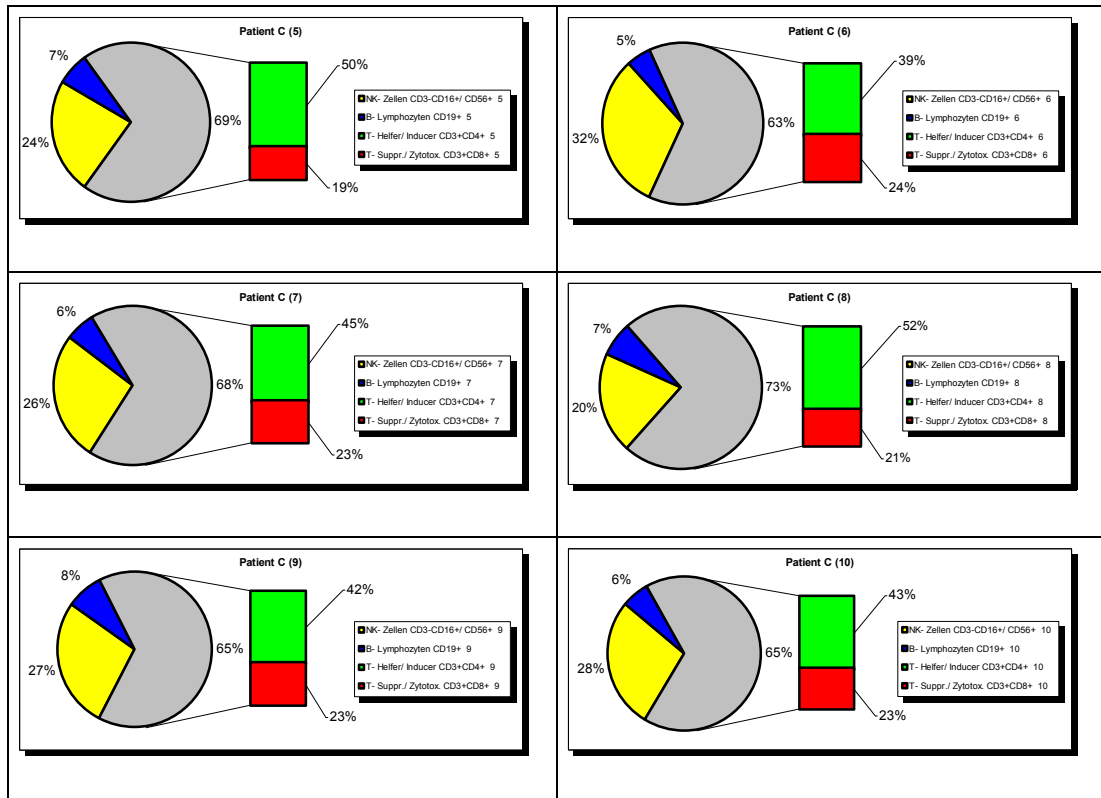 Patient C (5)
7%
50%
24%
69%
19%
NK- Zellen CD3-CD16+/ CD56+ 5
B- Lymphozyten CD19+ 5
T- Helfer/ Inducer CD3+CD4+ 5
T- Suppr./ Zytotox. CD3+CD8+ 5
Patient C (6)
5%
39%
32%
63%
24%
NK- Zellen CD3-CD16+/ CD56+ 6
B- Lymphozyten CD19+ 6
T- Helfer/ Inducer CD3+CD4+ 6
T- Suppr./ Zytotox. CD3+CD8+ 6
Patient C (7)
6%
45%
26%
68%
23%
NK- Zellen CD3-CD16+/ CD56+ 7
B- Lymphozyten CD19+ 7
T- Helfer/ Inducer CD3+CD4+ 7
T- Suppr./ Zytotox. CD3+CD8+ 7
Patient C (8)
7%
52%
20%
73%
21%
NK- Zellen CD3-CD16+/ CD56+ 8
B- Lymphozyten CD19+ 8
T- Helfer/ Inducer CD3+CD4+ 8
T- Suppr./ Zytotox. CD3+CD8+ 8
Patient C (9)
8%
42%
27%
65%
23%
NK- Zellen CD3-CD16+/ CD56+ 9
B- Lymphozyten CD19+ 9
T- Helfer/ Inducer CD3+CD4+ 9
T- Suppr./ Zytotox. CD3+CD8+ 9
Patient C (10)
6%
43%
28%
65%
23%
NK- Zellen CD3-CD16+/ CD56+ 10
B- Lymphozyten CD19+ 10
T- Helfer/ Inducer CD3+CD4+ 10
T- Suppr./ Zytotox. CD3+CD8+ 10